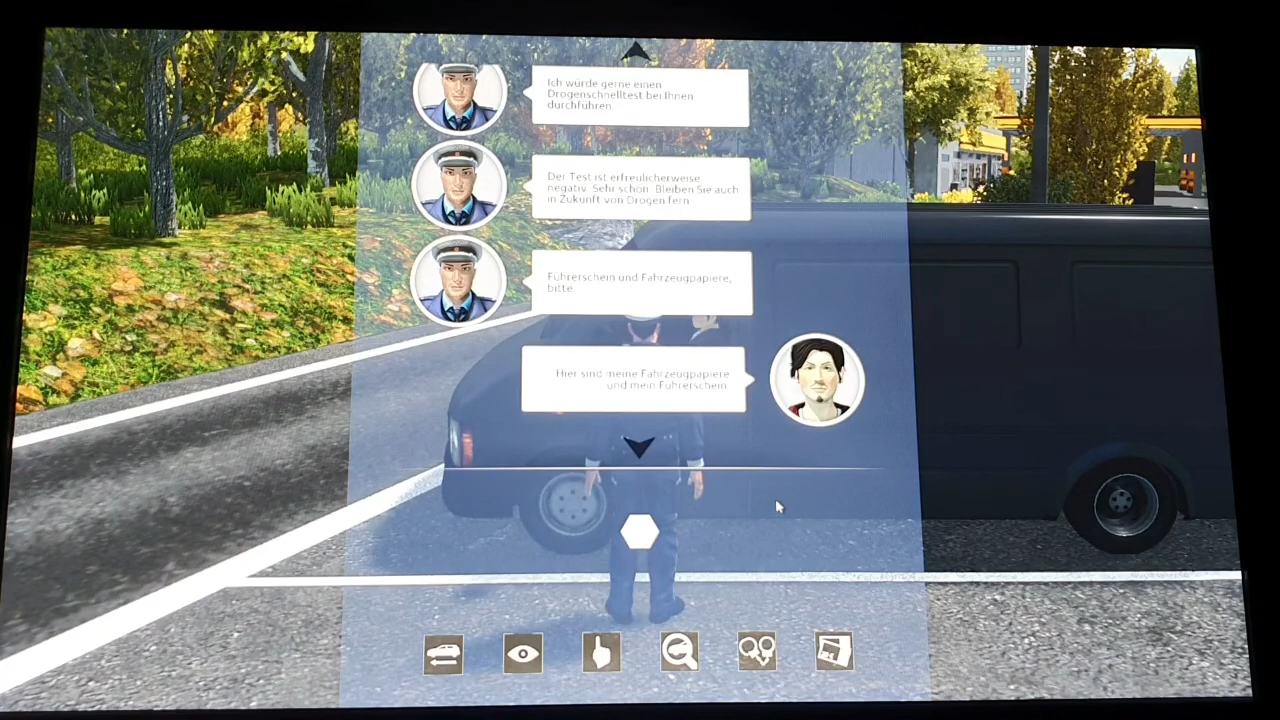 Ich würde gerne einen
Drogenschnelltest bei Ihnen
durchführen.
Der Test ist erfreulicherweise
negativ. Sehr schön. Bleiben Sie auch
in Zukunft von Drogen fern.
Führerschein und Fahrzeugpapiere,
bitte.
Hier sind meine Fahrzeugpapiere
und mein Führerschein.